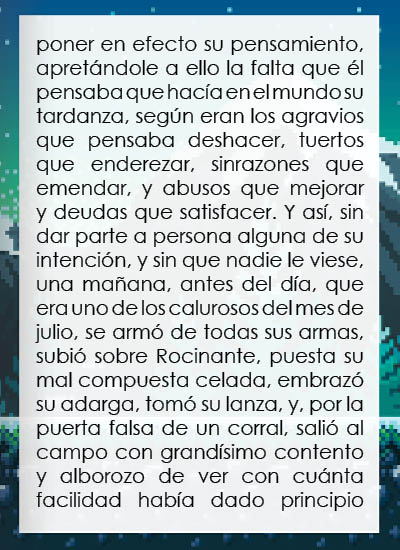 poner en efecto su pensamiento,
apretándole a ello la falta que él
pensaba que hacía en el mundo su
tardanza, según eran los agravios
que pensaba deshacer, tuertos
que enderezar, sinrazones que
emendar, y abusos que mejorar
y deudas que satisfacer. Y así, sin
dar parte a persona alguna de su
intención, y sin que nadie le viese,
una mañana, antes del día, que
era uno de los calurosos del mes de
julio, se armó de todas sus armas,
subió sobre Rocinante, puesta su
mal compuesta celada, embrazó
su adarga, tomó su lanza, y, por la
puerta falsa de un corral, salió al
campo con grandísimo contento
y alborozo de ver con cuánta
facilidad había dado principio